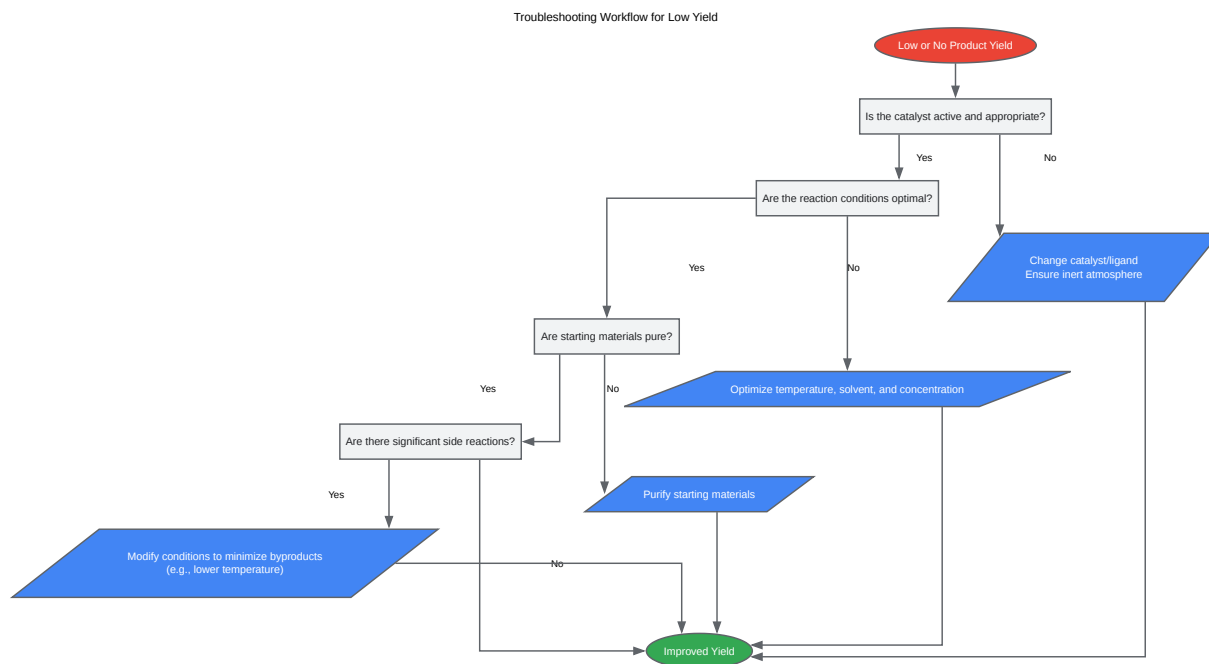 Troubleshooting Workflow for Low Yield
Low or No Product Yield
Is the catalyst active and appropriate?
Yes
No
Are the reaction conditions optimal?
Change catalyst/ligand
Ensure inert atmosphere
Yes
No
Are starting materials pure?
Yes
No
Optimize temperature, solvent, and concentration
Are there significant side reactions?
Yes
Purify starting materials
Modify conditions to minimize byproducts
(e.g., lower temperature)
No
Improved Yield